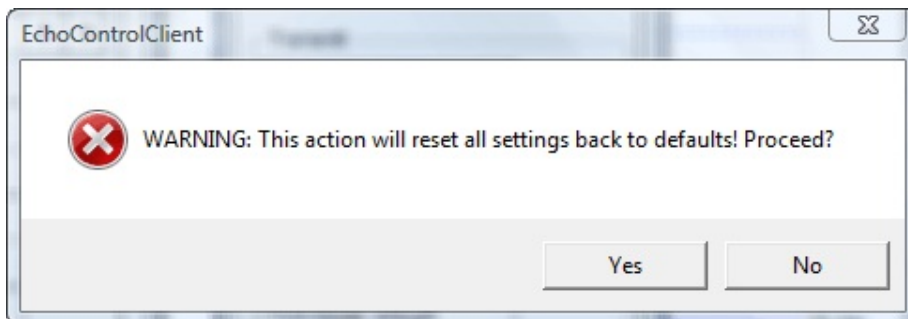 EchoControlClient
WARNING: This action will reset all settings back to defaults! Proceed?
Yes
No